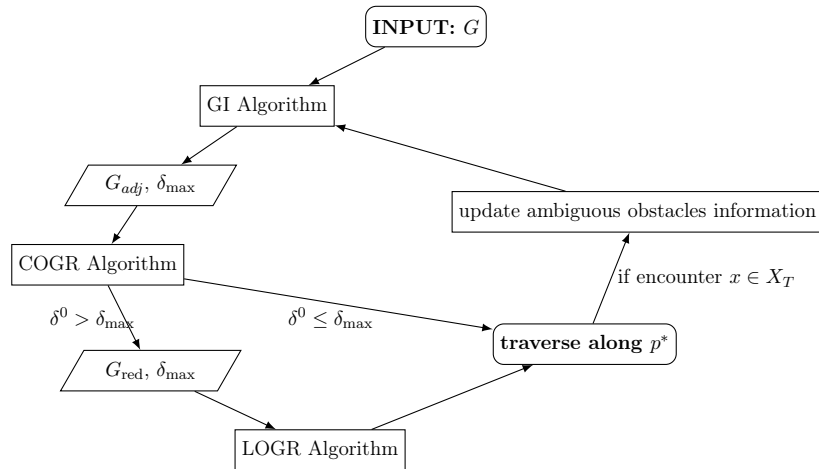 INPUT: G
GI Algorithm
G_adj, δ_max
update ambiguous obstacles information
COGR Algorithm
if encounter x ∈ X_T
δ^0 > δ_max
δ^0 ≤ δ_max
traverse along p*
G_red, δ_max
LOGR Algorithm